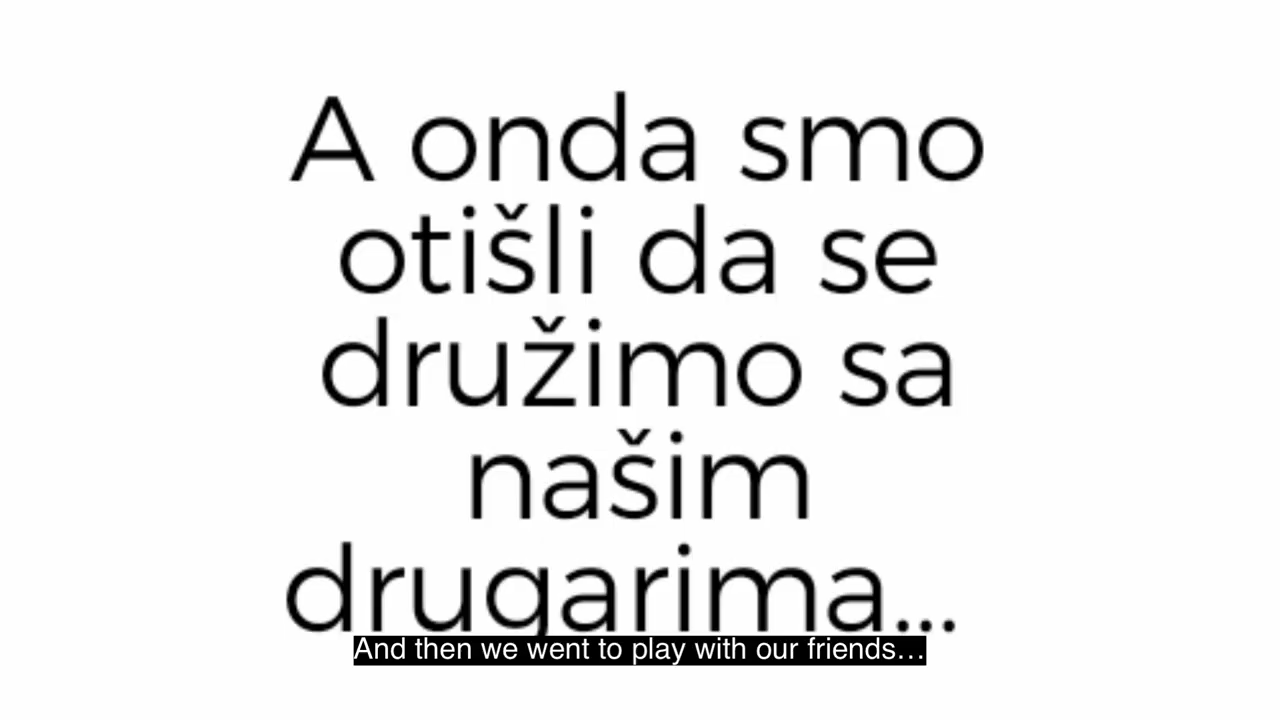 A onda smo
otišli da se
družimo sa
našim
drugarima...
And then we went to play with our friends…